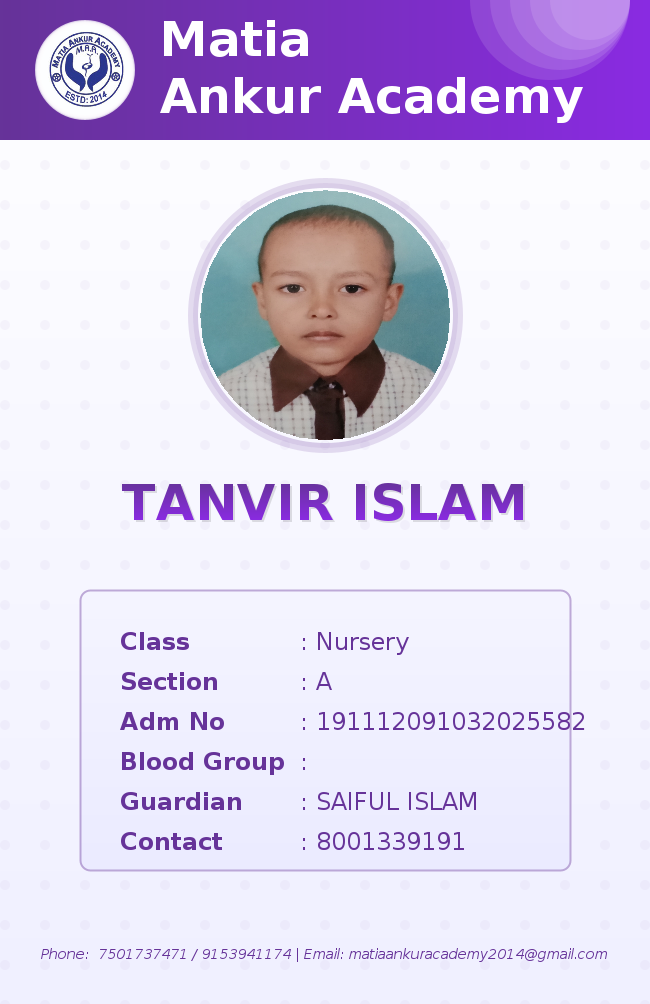 Matia
Ankur Academy
MATIA ANKUR ACADEMY
M.A.A
ESTD: 2014
TANVIR ISLAM
Class : Nursery
Section : A
Adm No : 191112091032025582
Blood Group :
Guardian : SAIFUL ISLAM
Contact : 8001339191
Phone: 7501737471 / 9153941174 | Email: matiaankuracademy2014@gmail.com